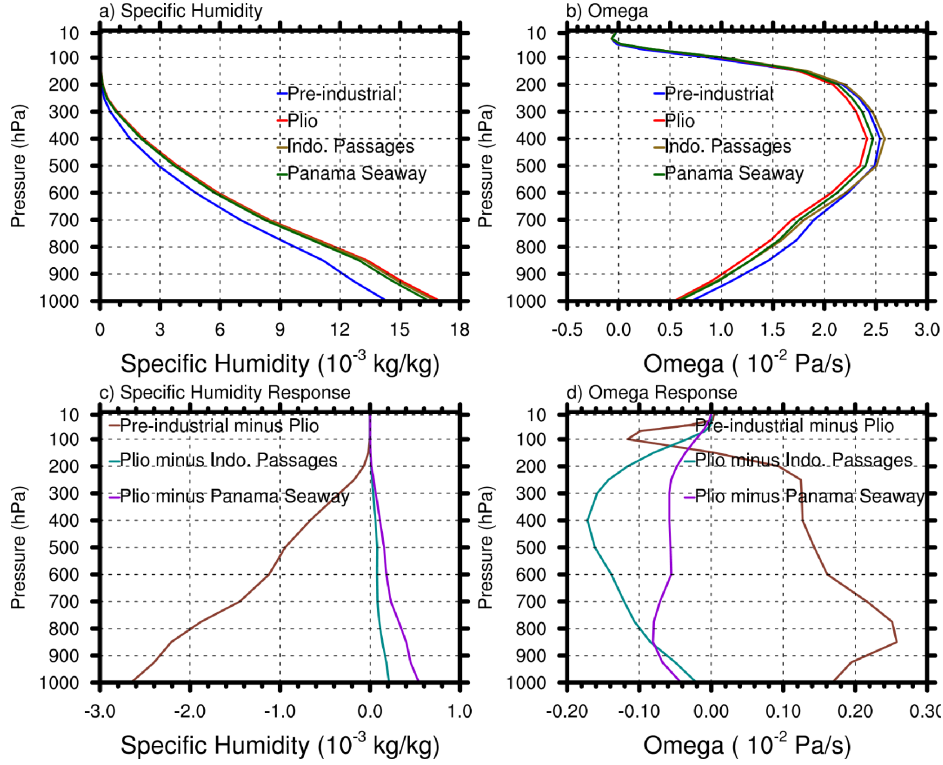 a) Specific Humidity
10
100
200
300
400
500
600
700
800
900
1000
Pressure (hPa)
Pre-industrial
Plio
Indo. Passages
Panama Seaway
0 3 6 9 12 15 18
Specific Humidity (10-3 kg/kg)
b) Omega
10
100
200
300
400
500
600
700
800
900
1000
Pressure (hPa)
Pre-industrial
Plio
Indo. Passages
Panama Seaway
-0.5 0.0 0.5 1.0 1.5 2.0 2.5 3.0
Omega ( 10-2 Pa/s)
c) Specific Humidity Response
10
100
200
300
400
500
600
700
800
900
1000
Pressure (hPa)
Pre-industrial minus Plio
Plio minus Indo. Passages
Plio minus Panama Seaway
-3.0 -2.0 -1.0 0.0 1.0
Specific Humidity (10-3 kg/kg)
d) Omega Response
10
100
200
300
400
500
600
700
800
900
1000
Pressure (hPa)
Pre-industrial minus Plio
Plio minus Indo. Passages
Plio minus Panama Seaway
-0.20 -0.10 0.00 0.10 0.20 0.30
Omega ( 10-2 Pa/s)